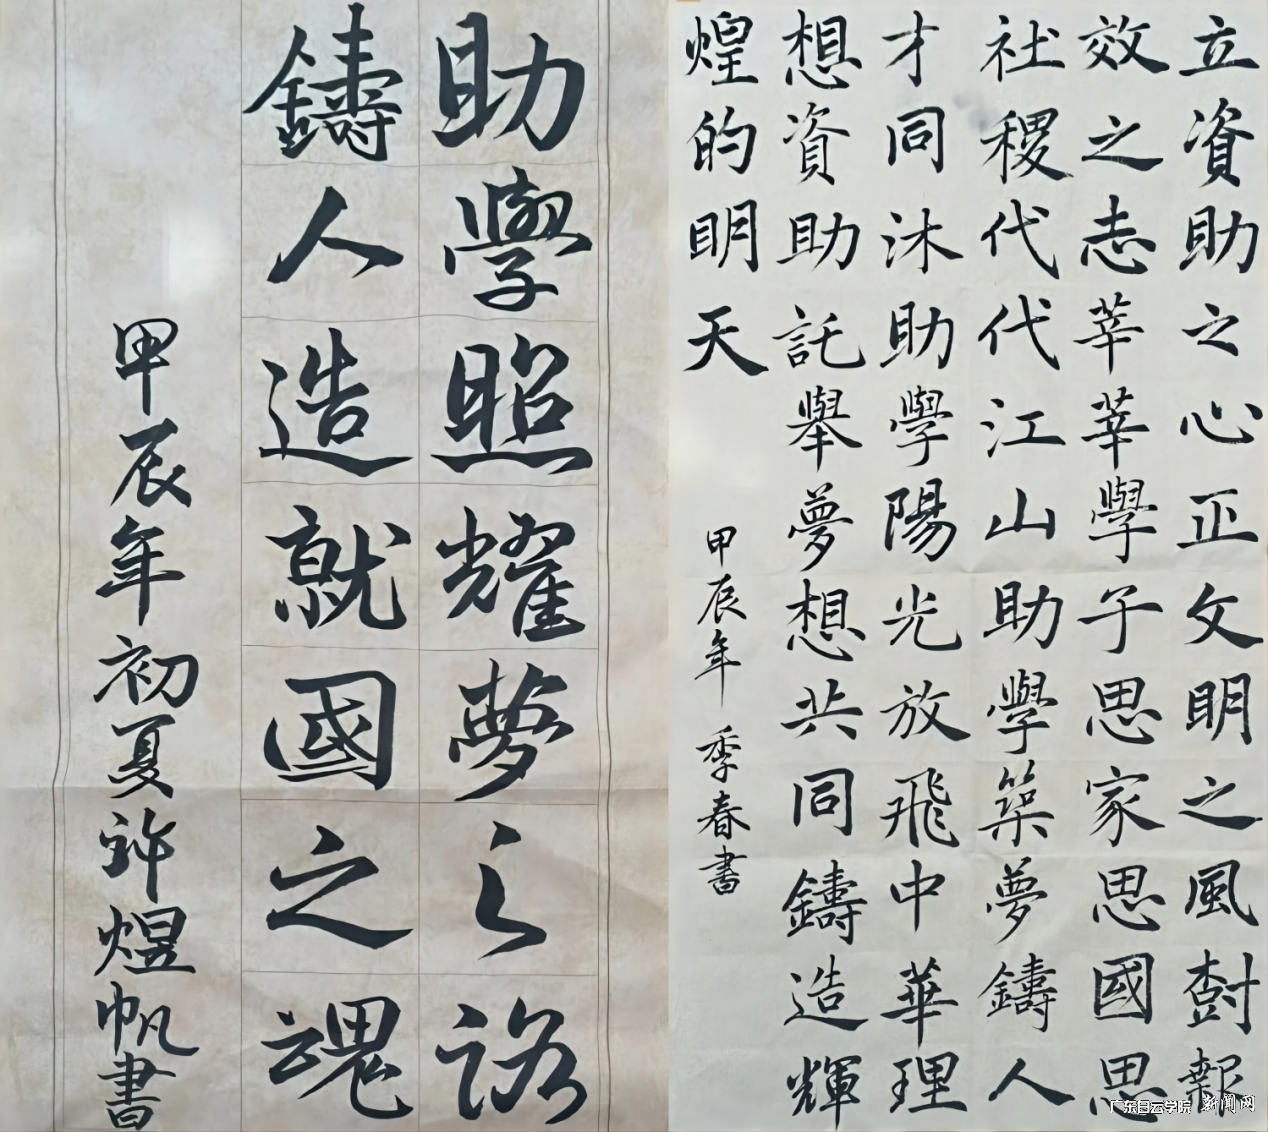 助學照耀夢之路
鑄人造就國之魂
甲辰年初夏許煜帆書
立資助之心正文明之風樹報
效之志莘莘學子思家思國思
社稷代代江山助學築夢鑄人
才同沐助學陽光放飛中華理
想資助託舉夢想共同鑄造輝
煌的明天
甲辰年 季春書
广东白云学院 新闻网